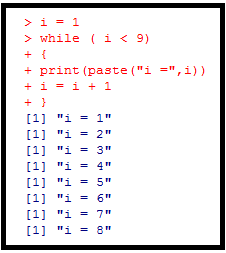 > i = 1
> while ( i < 9)
+ {
+ print(paste("i =",i))
+ i = i + 1
+ }
[1] "i = 1"
[1] "i = 2"
[1] "i = 3"
[1] "i = 4"
[1] "i = 5"
[1] "i = 6"
[1] "i = 7"
[1] "i = 8"